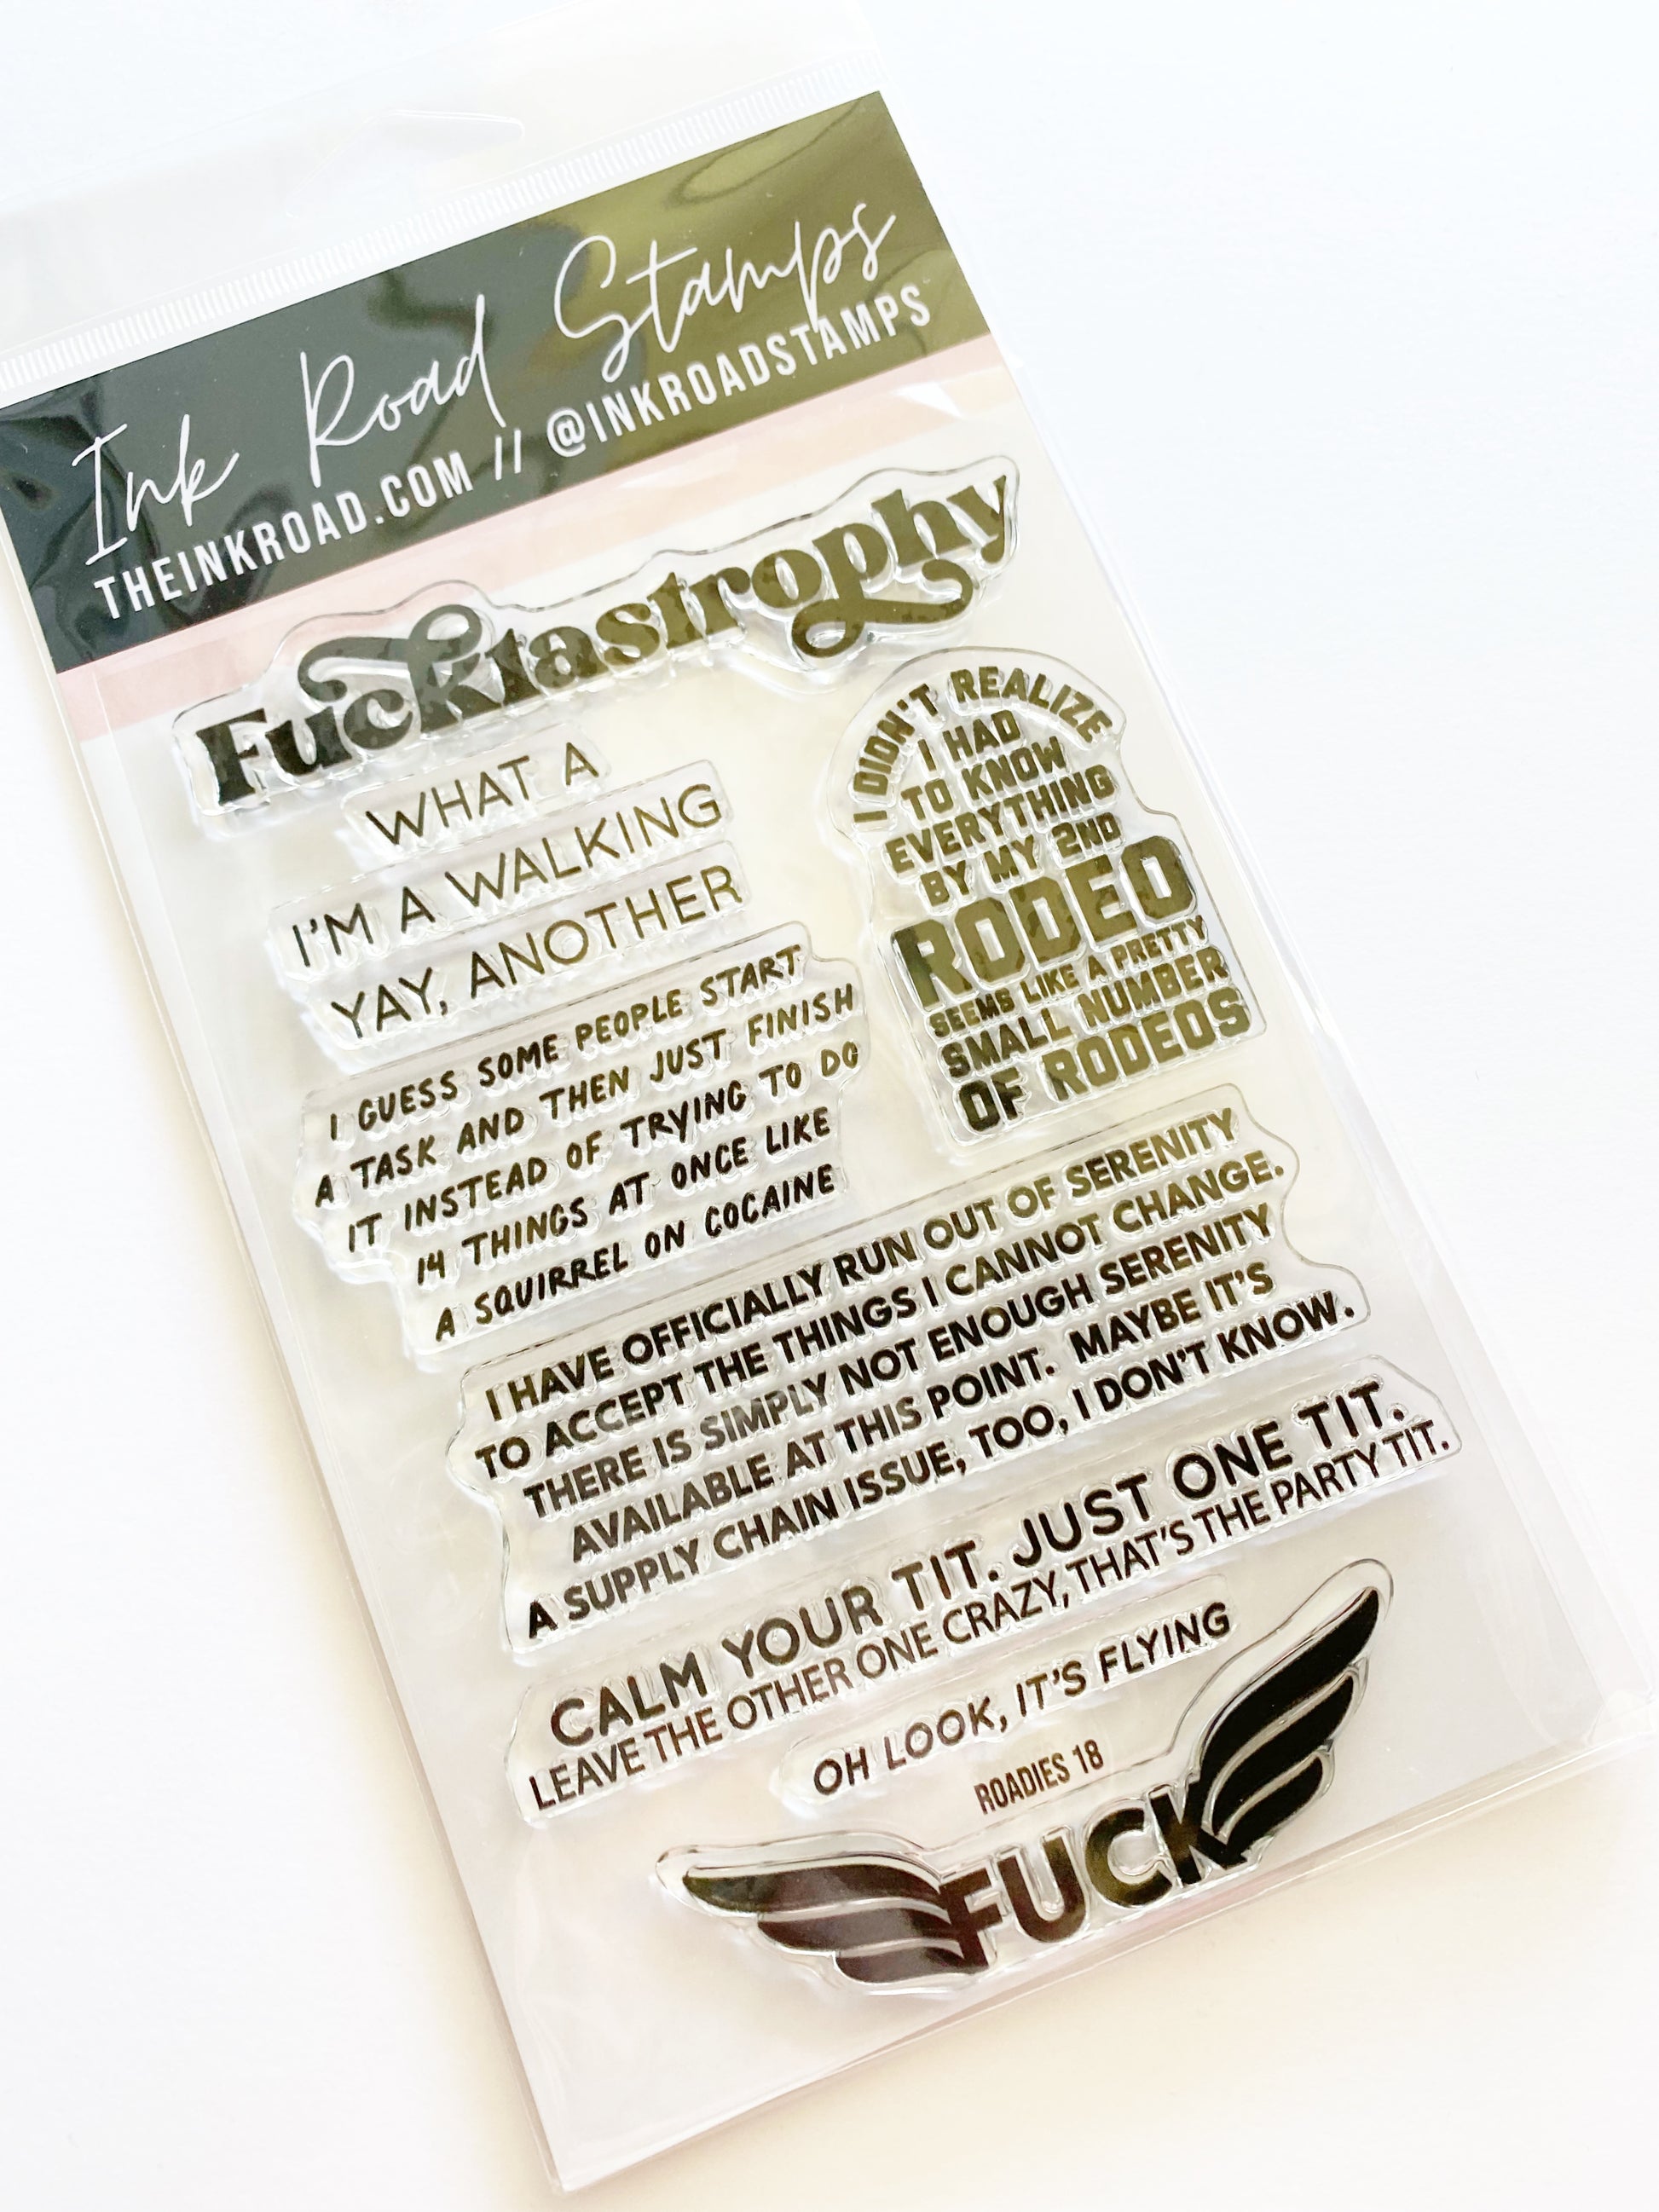 Ink Road Stamps
THEINKROAD.COM // @INKROADSTAMPS
Fucktastrophy
WHAT A
I'M A WALKING
YAY, ANOTHER
I DIDN'T REALIZE
I HAD
TO KNOW
EVERYTHING
BY MY 2ND
RODEO
SEEMS LIKE A PRETTY
SMALL NUMBER
OF RODEOS
I GUESS SOME PEOPLE START
A TASK AND THEN JUST FINISH
IT INSTEAD OF TRYING TO DO
14 THINGS AT ONCE LIKE
A SQUIRREL ON COCAINE
I HAVE OFFICIALLY RUN OUT OF SERENITY
TO ACCEPT THE THINGS I CANNOT CHANGE.
THERE IS SIMPLY NOT ENOUGH SERENITY
AVAILABLE AT THIS POINT. MAYBE IT'S
A SUPPLY CHAIN ISSUE, TOO, I DON'T KNOW.
CALM YOUR TIT. JUST ONE TIT.
LEAVE THE OTHER ONE CRAZY, THAT'S THE PARTY TIT.
OH LOOK, IT'S FLYING
ROADIES 18
FUCK